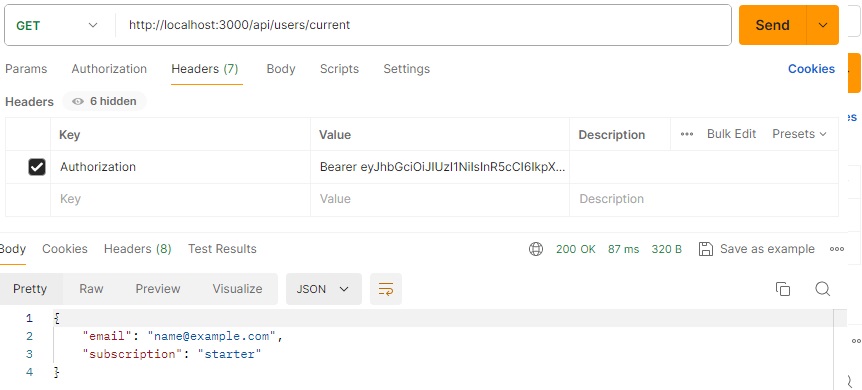 GET http://localhost:3000/api/users/current Send
Params Authorization Headers (7) Body Scripts Settings Cookies
Headers 6 hidden
Key Value Description ••• Bulk Edit Presets
Authorization Bearer eyJhbGciOiJIUzI1NiIsInR5cCI6IkpX...
Key Value Description
Body Cookies Headers (8) Test Results 200 OK 87 ms 320 B Save as example •••
Pretty Raw Preview Visualize JSON
1 {
2 "email": "name@example.com",
3 "subscription": "starter"
4 }